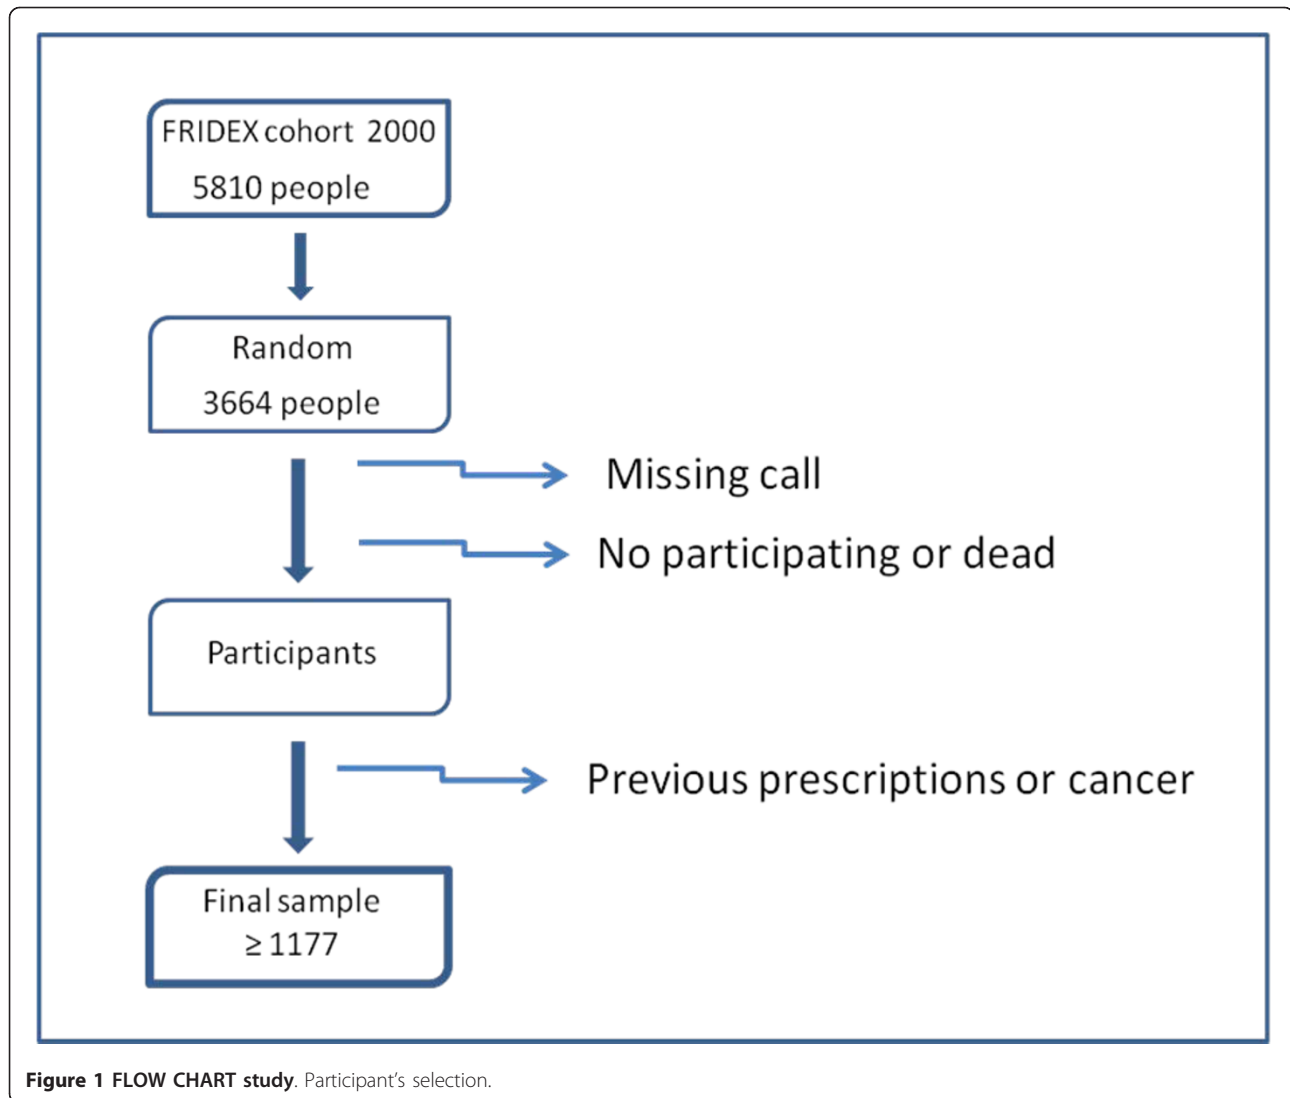 FRIDEX cohort 2000
5810 people
Random
3664 people
Missing call
No participating or dead
Participants
Previous prescriptions or cancer
Final sample
≥ 1177
Figure 1 FLOW CHART study. Participant's selection.